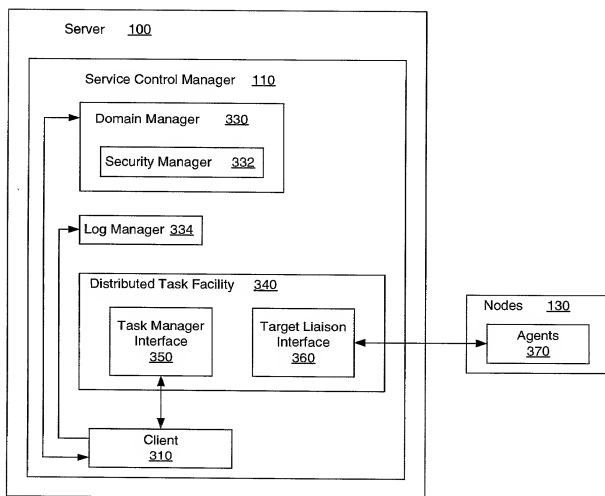 Server 100
Service Control Manager 110
Domain Manager 330
Security Manager 332
Log Manager 334
Distributed Task Facility 340
Task Manager
Interface
350
Target Liaison
Interface
360
Nodes 130
Agents
370
Client
310